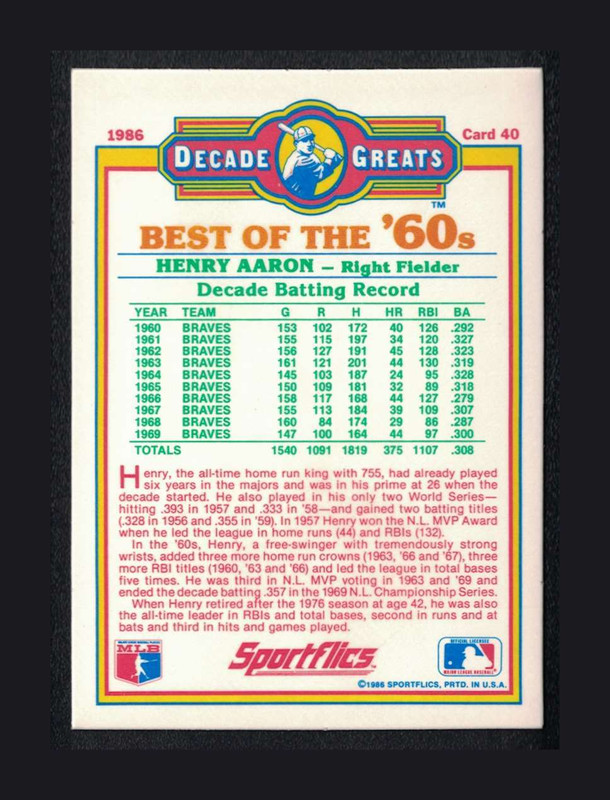 1986
Card 40
DECADE GREATS
TM
BEST OF THE '60s
HENRY AARON – Right Fielder
Decade Batting Record
YEAR TEAM G R H HR RBI BA
1960 BRAVES 153 102 172 40 126 .292
1961 BRAVES 155 115 197 34 120 .327
1962 BRAVES 156 127 191 45 128 .323
1963 BRAVES 161 121 201 44 130 .319
1964 BRAVES 145 103 187 24 95 .328
1965 BRAVES 150 109 181 32 89 .318
1966 BRAVES 158 117 168 44 127 .279
1967 BRAVES 155 113 184 39 109 .307
1968 BRAVES 160 84 174 29 86 .287
1969 BRAVES 147 100 164 44 97 .300
TOTALS 1540 1091 1819 375 1107 .308
Henry, the all-time home run king with 755, had already played
six years in the majors and was in his prime at 26 when the
decade started. He also played in his only two World Series—
hitting .393 in 1957 and .333 in '58—and gained two batting titles
(.328 in 1956 and .355 in '59). In 1957 Henry won the N.L. MVP Award
when he led the league in home runs (44) and RBIs (132).
In the '60s, Henry, a free-swinger with tremendously strong
wrists, added three more home run crowns (1963, '66 and '67), three
more RBI titles (1960, '63 and '66) and led the league in total bases
five times. He was third in N.L. MVP voting in 1963 and '69 and
ended the decade batting .357 in the 1969 N.L. Championship Series.
When Henry retired after the 1976 season at age 42, he was also
the all-time leader in RBIs and total bases, second in runs and at
bats and third in hits and games played.
MAJOR LEAGUE BASEBALL PLAYERS
MLB
Sportflics
OFFICIAL LICENSEE
MAJOR LEAGUE BASEBALL
©1986 SPORTFLICS, PRTD. IN U.S.A.